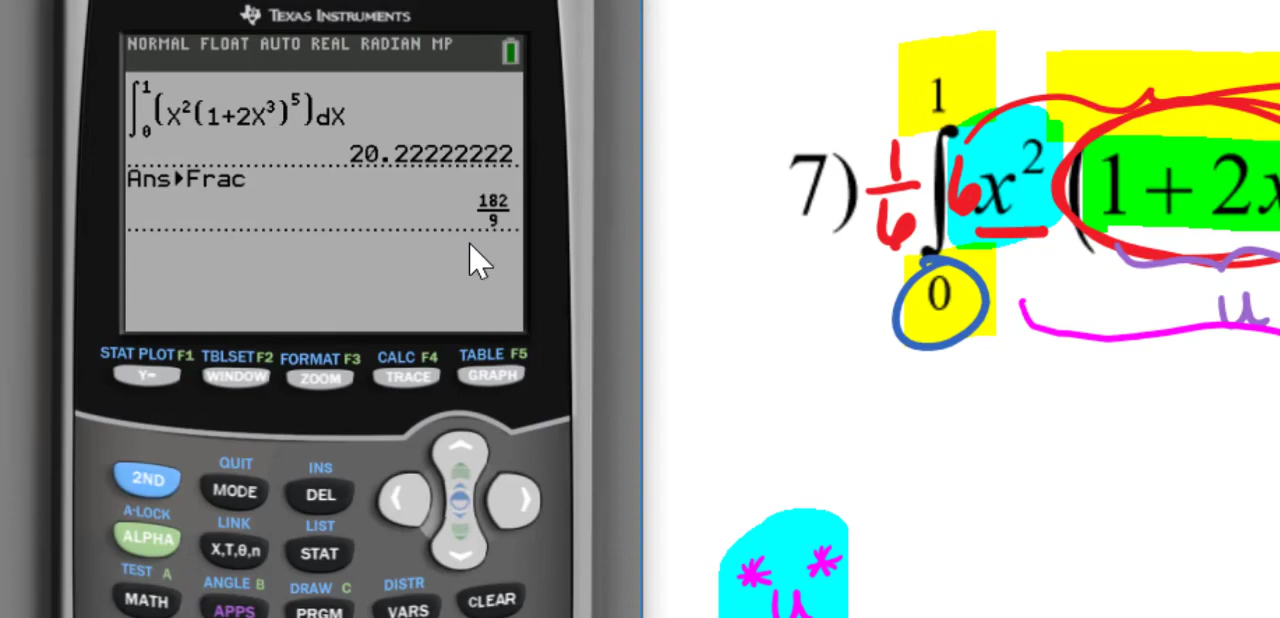 TEXAS INSTRUMENTS
NORMAL FLOAT AUTO REAL RADIAN MP
∫₀¹(X²(1+2X³)⁵)dX
20.22222222
Ans▸Frac
182/9
STAT PLOT F1 TBLSET F2 FORMAT F3 CALC F4 TABLE F5
Y= WINDOW ZOOM TRACE GRAPH
QUIT INS
2ND MODE DEL
A-LOCK LINK LIST
ALPHA X,T,θ,n STAT
TEST A ANGLE B DRAW C DISTR
MATH APPS PRGM VARS CLEAR
7) 1/6 ∫₀¹ 6x² (1 + 2x
u
* *
u